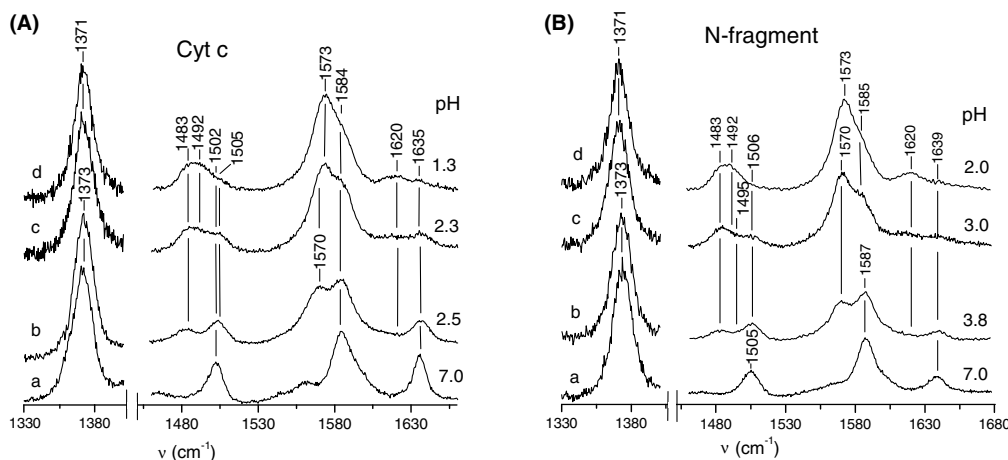 (A)
Cyt c
1371
1373
1483
1492
1502
1505
1573
1584
1570
1620
1635
pH
d
1.3
c
2.3
b
2.5
a
7.0
1330
1380
1480
1530
1580
1630
ν (cm-1)
(B)
N-fragment
1371
1373
1483
1492
1495
1506
1505
1573
1585
1570
1587
1620
1639
pH
d
2.0
c
3.0
b
3.8
a
7.0
1330
1380
1480
1530
1580
1630
1680
ν (cm-1)